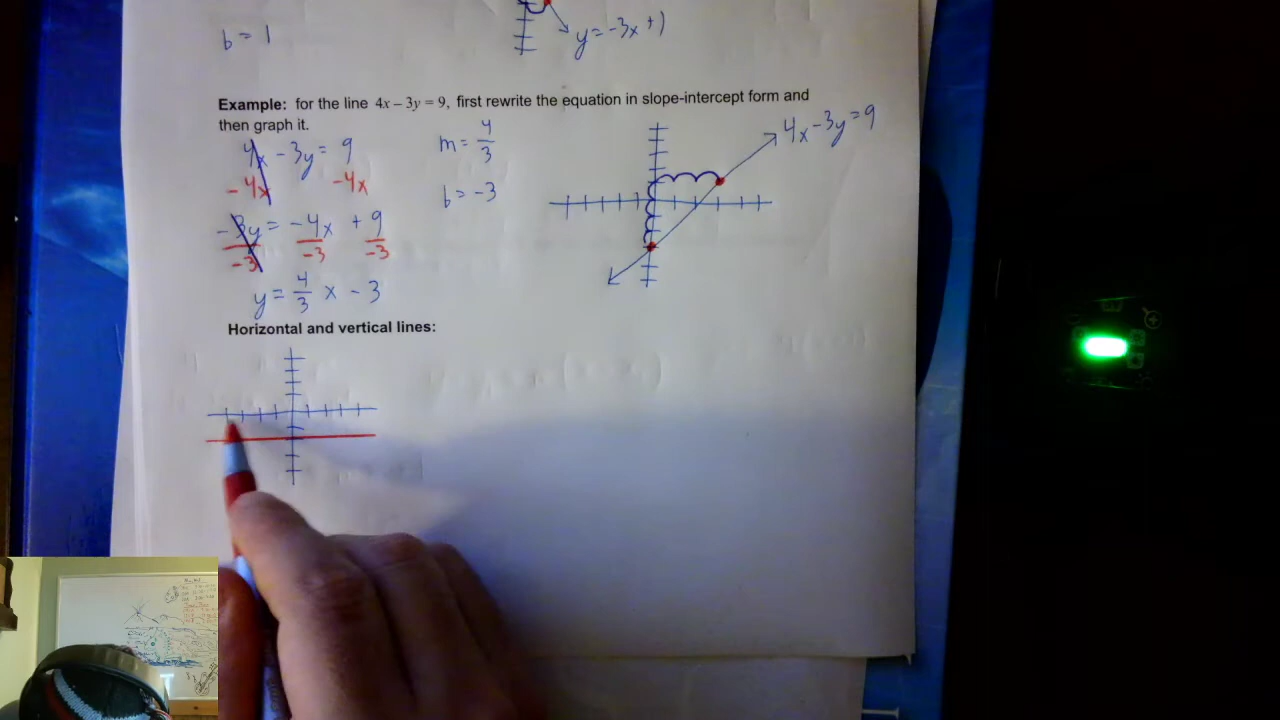 b = 1
y = -3x + 1
Example: for the line 4x – 3y = 9, first rewrite the equation in slope-intercept form and
then graph it.
4x - 3y = 9
- 4x - 4x
- 3y = - 4x + 9
-3 -3 -3
y = 4/3 x - 3
m = 4/3
b = -3
4x - 3y = 9
Horizontal and vertical lines: